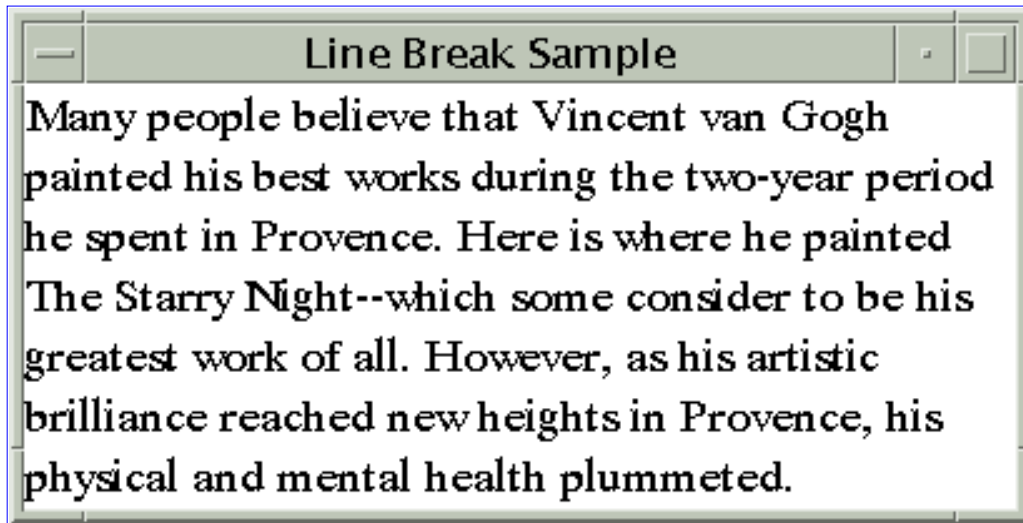 Line Break Sample
Many people believe that Vincent van Gogh
painted his best works during the two-year period
he spent in Provence. Here is where he painted
The Starry Night--which some consider to be his
greatest work of all. However, as his artistic
brilliance reached new heights in Provence, his
physical and mental health plummeted.